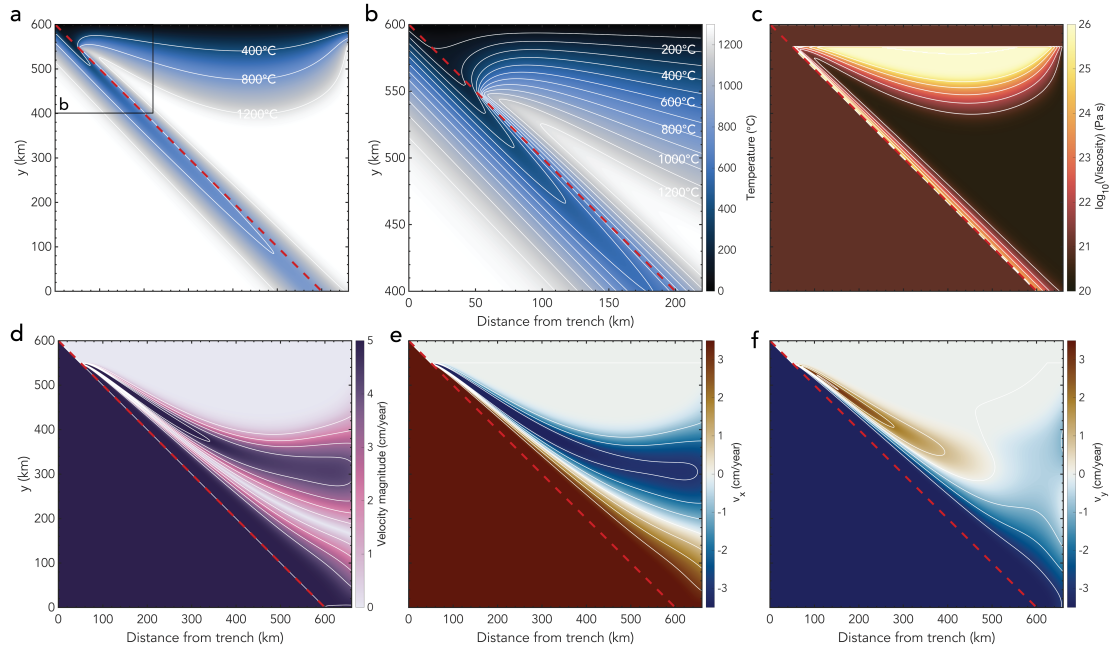 a
600
500
400
300
200
100
0
y (km)
400°C
800°C
1200°C
b
b
600
550
500
450
400
y (km)
0
50
100
150
200
Distance from trench (km)
200°C
400°C
600°C
800°C
1000°C
1200°C
1200
1000
800
600
400
200
0
Temperature (°C)
c
26
25
24
23
22
21
20
log10(Viscosity) (Pa s)
d
600
500
400
300
200
100
0
y (km)
0
100
200
300
400
500
600
Distance from trench (km)
5
4
3
2
1
0
Velocity magnitude (cm/year)
e
0
100
200
300
400
500
600
Distance from trench (km)
3
2
1
0
-1
-2
-3
v_x (cm/year)
f
0
100
200
300
400
500
600
Distance from trench (km)
3
2
1
0
-1
-2
-3
v_y (cm/year)